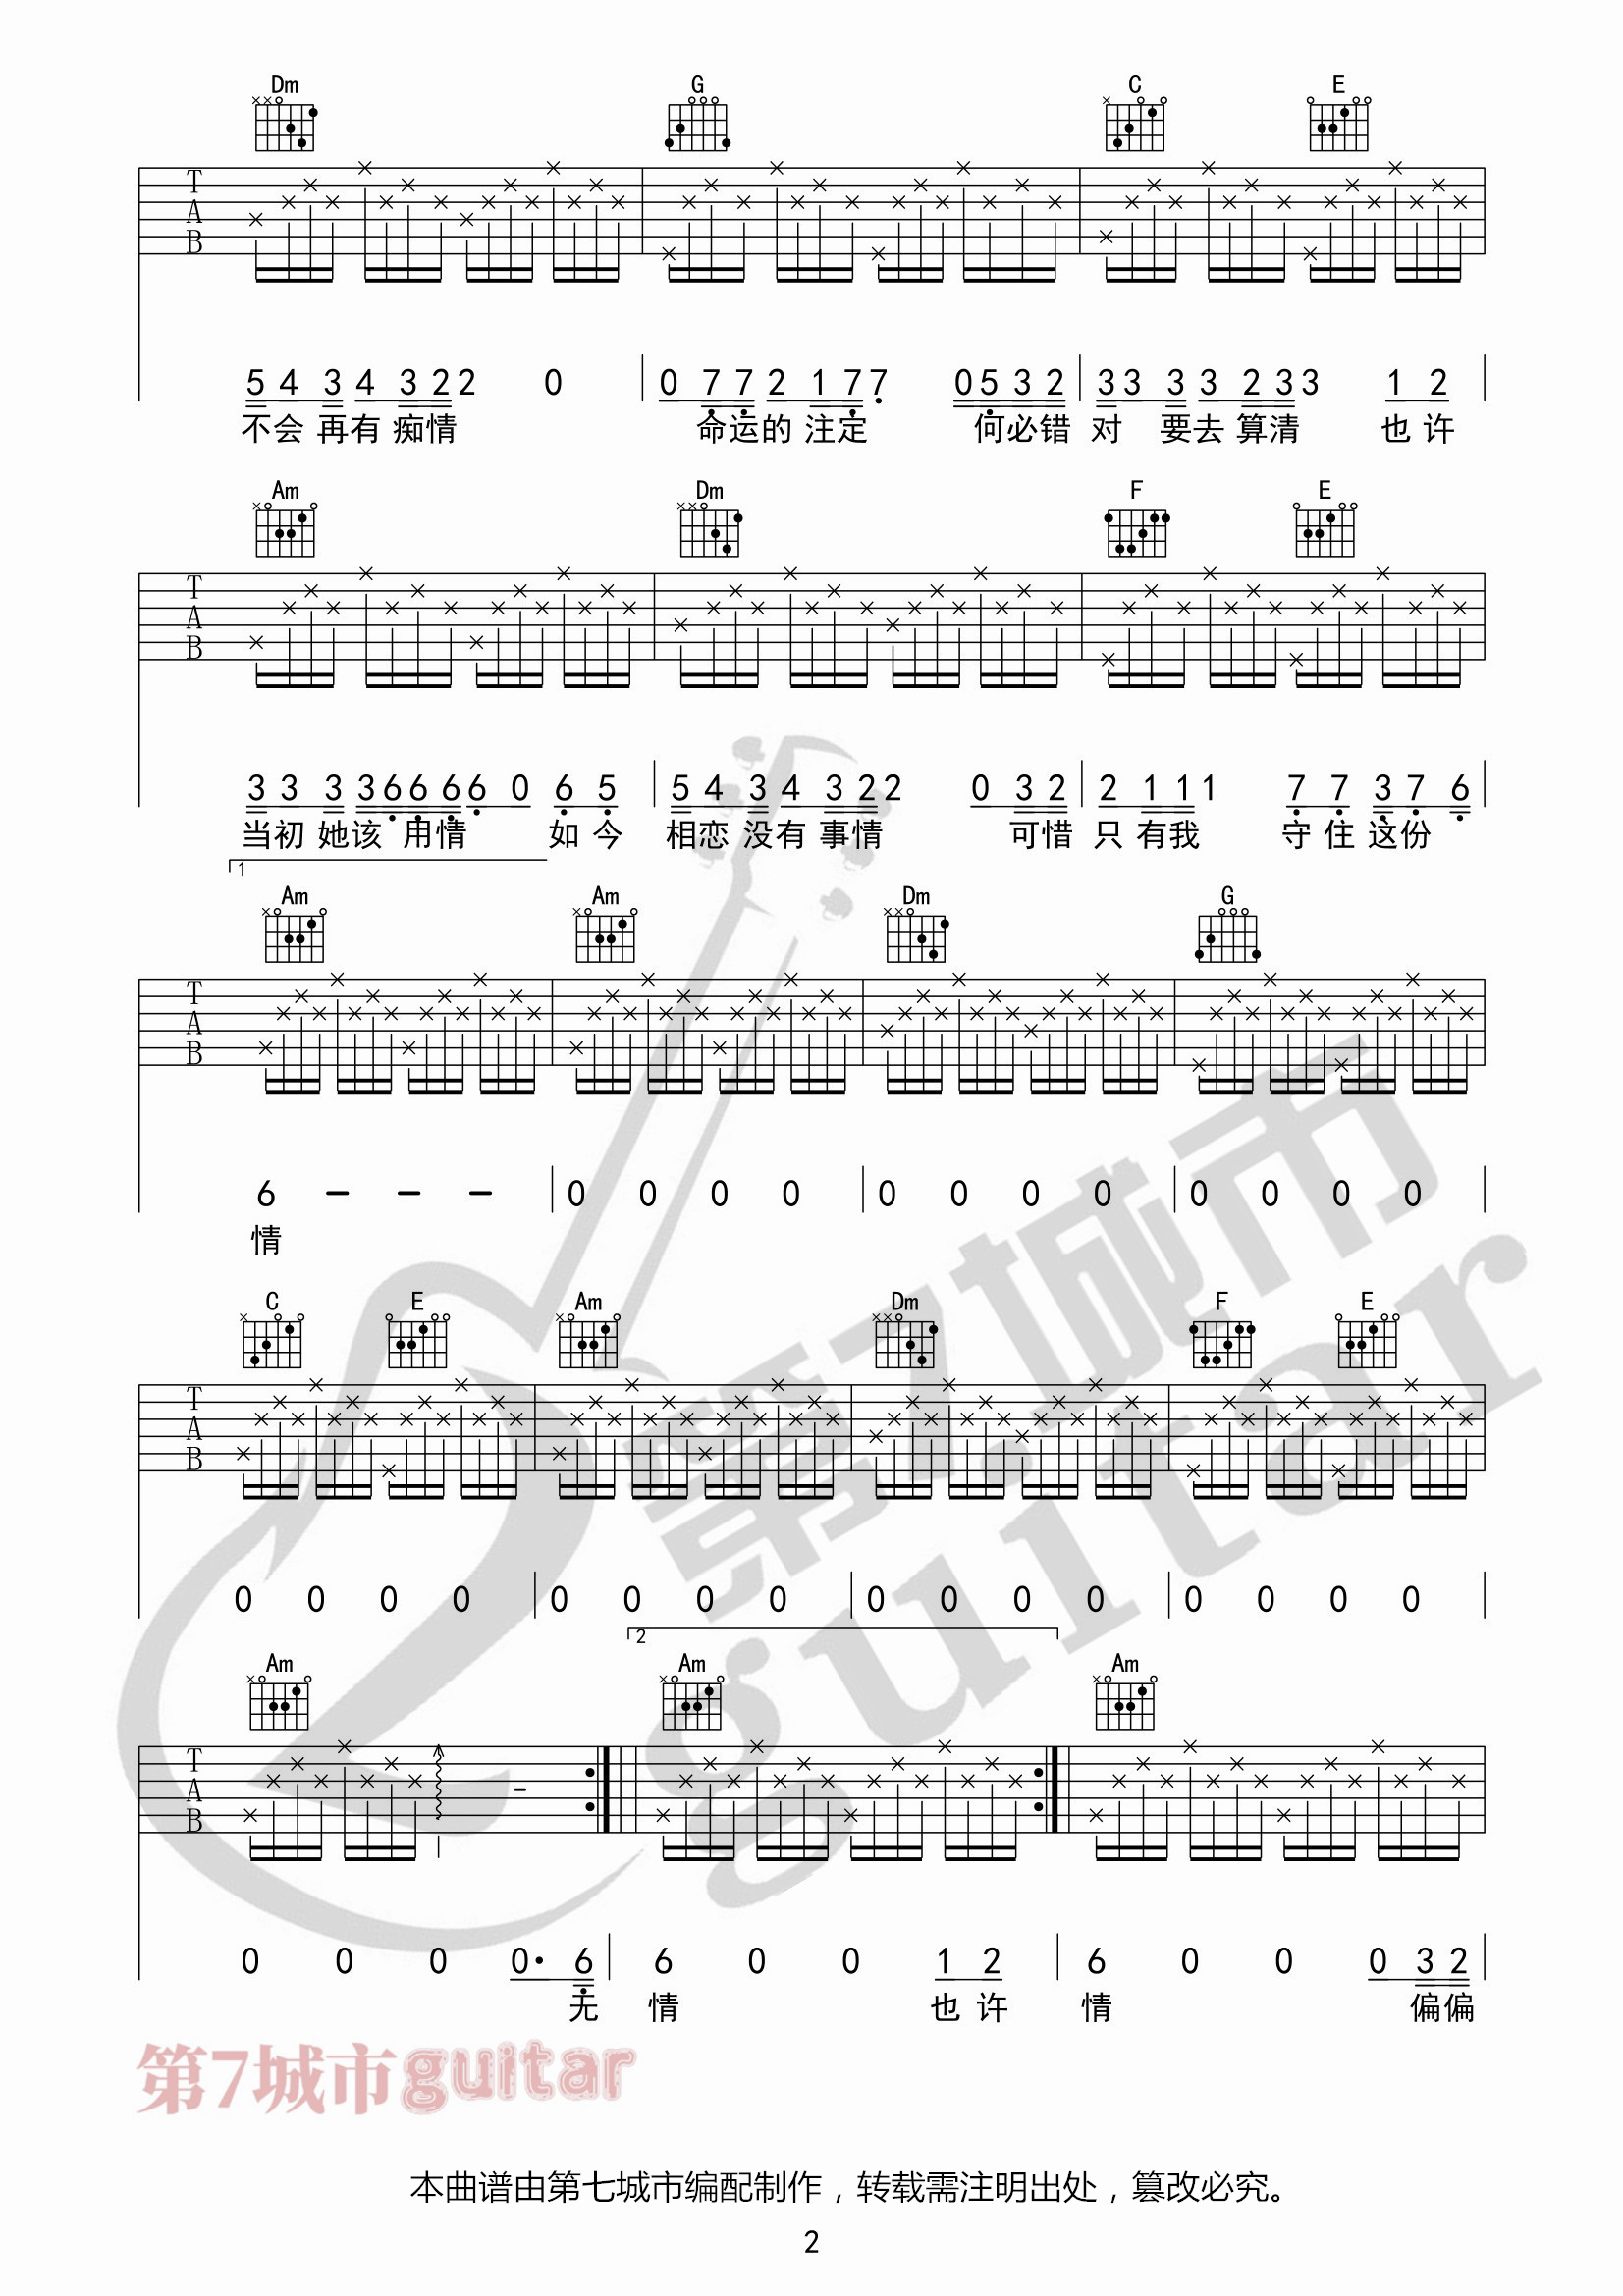 Dm G C E
T
A
B
5 4 3 4 3 2 2 0 0 7 7 2 1 7 7 0 5 3 2 3 3 3 3 2 3 3 1 2
不会 再有 痴情 命运的 注定 何必错 对 要去 算清 也 许
Am Dm F E
T
A
B
3 3 3 3 6 6 6 6 0 6 5 5 4 3 4 3 2 2 0 3 2 2 1 1 1 7 7 3 7 6
当初 她该 用情 如 今 相恋 没有 事情 可惜 只 有我 守 住 这份
1
Am Am Dm G
T
A
B
6 - - - 0 0 0 0 0 0 0 0 0 0 0 0
情
C E Am Dm F E
T
A
B
0 0 0 0 0 0 0 0 0 0 0 0 0 0 0 0
2
Am Am Am
T
A
B
0 0 0 0· 6 6 0 0 1 2 6 0 0 0 3 2
无 情 也 许 情 偏偏
第7城市guitar
第7城市
guitar
本曲谱由第七城市编配制作，转载需注明出处，篡改必究。
2